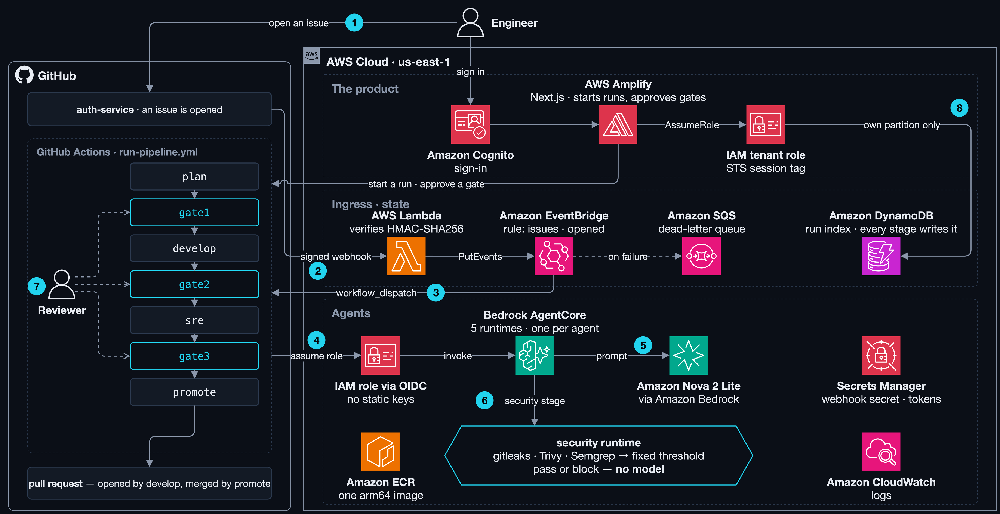 open an issue
1
Engineer
aws
AWS Cloud · us-east-1
sign in
GitHub
auth-service · an issue is opened
GitHub Actions · run-pipeline.yml
plan
gate1
develop
gate2
sre
gate3
promote
7
Reviewer
pull request — opened by develop, merged by promote
The product
AWS Amplify
Next.js · starts runs, approves gates
8
AssumeRole
own partition only
Amazon Cognito
sign-in
IAM tenant role
STS session tag
start a run · approve a gate
Ingress · state
AWS Lambda
verifies HMAC-SHA256
Amazon EventBridge
rule: issues · opened
Amazon SQS
dead-letter queue
Amazon DynamoDB
run index · every stage writes it
signed webhook
PutEvents
on failure
2
workflow_dispatch
3
Agents
Bedrock AgentCore
5 runtimes · one per agent
4
5
assume role
invoke
prompt
IAM role via OIDC
no static keys
Amazon Nova 2 Lite
via Amazon Bedrock
Secrets Manager
webhook secret · tokens
6
security stage
security runtime
gitleaks · Trivy · Semgrep → fixed threshold
pass or block — no model
Amazon ECR
one arm64 image
Amazon CloudWatch
logs